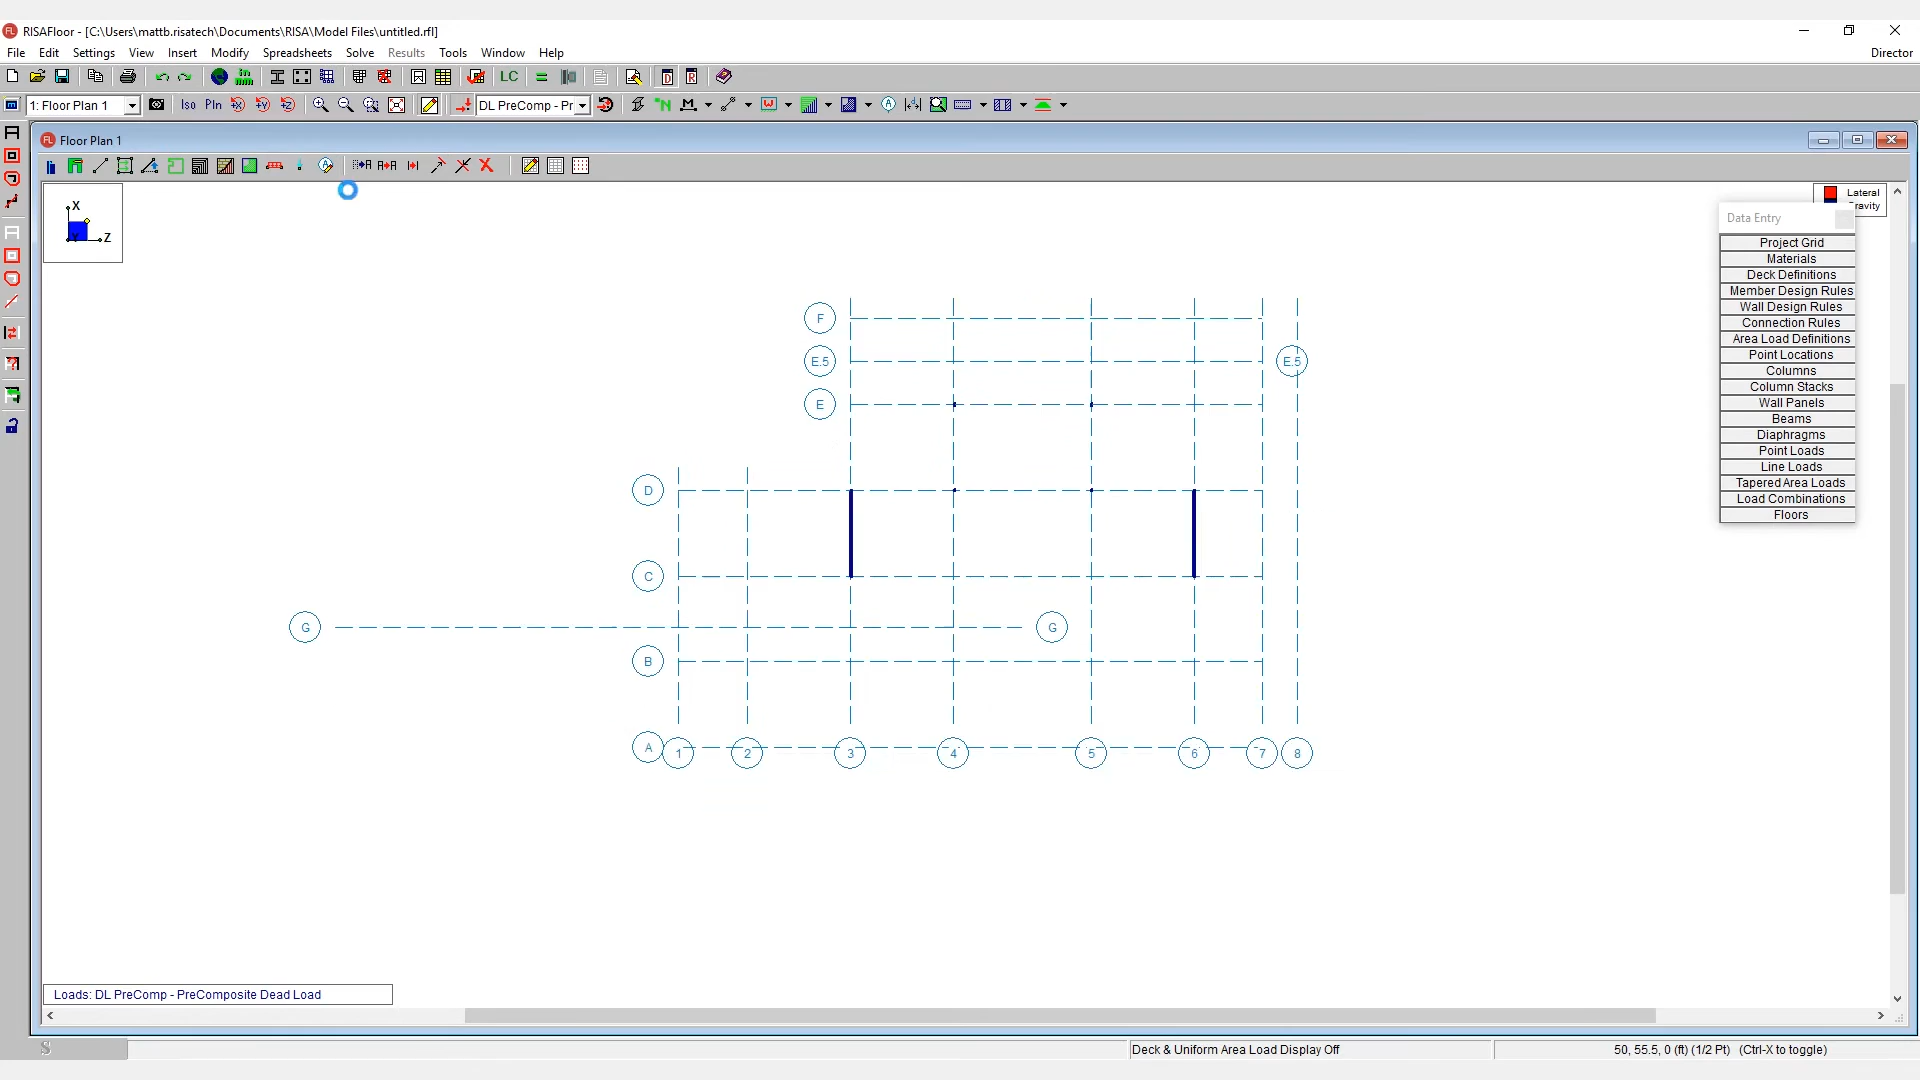 RISAFloor - [C:\Users\mattb.risatech\Documents\RISA\Model Files\untitled.rfl]
File Edit Settings View Insert Modify Spreadsheets Solve Results Tools Window Help
Director
LC
1: Floor Plan 1
Iso Pln
DL PreComp - Pr
Floor Plan 1
X
Y
Z
Lateral
Data Entry
Project Grid
Materials
Deck Definitions
Member Design Rules
Wall Design Rules
Connection Rules
Area Load Definitions
Point Locations
Columns
Column Stacks
Wall Panels
Beams
Diaphragms
Point Loads
Line Loads
Tapered Area Loads
Load Combinations
Floors
F
E.5 E.5
E
D
C
G G
B
A 1 2 3 4 5 6 7 8
Loads: DL PreComp - PreComposite Dead Load
S
Deck & Uniform Area Load Display Off
50, 55.5, 0 (ft) (1/2 Pt) (Ctrl-X to toggle)